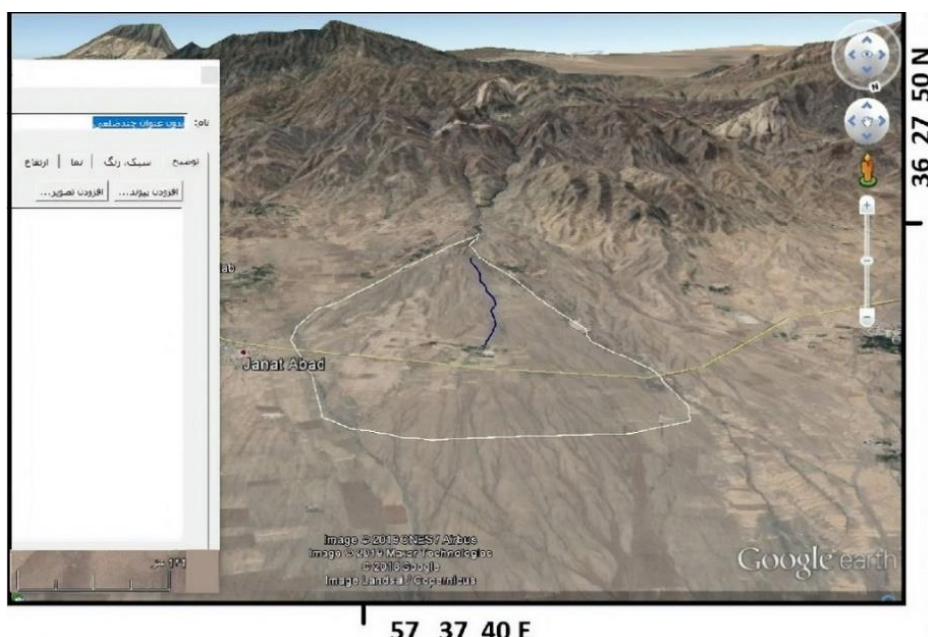 نام:
بدون عنوان چندضلعی
توضیح سبک، رنگ نما ارتفاع
افزودن پیوند... افزودن تصویر...
N
36 27 50 N
Janat Abad
Image © 2019 CNES / Airbus
Image © 2019 Maxar Technologies
© 2018 Google
Image Landsat / Copernicus
Google earth
57 37 40 E